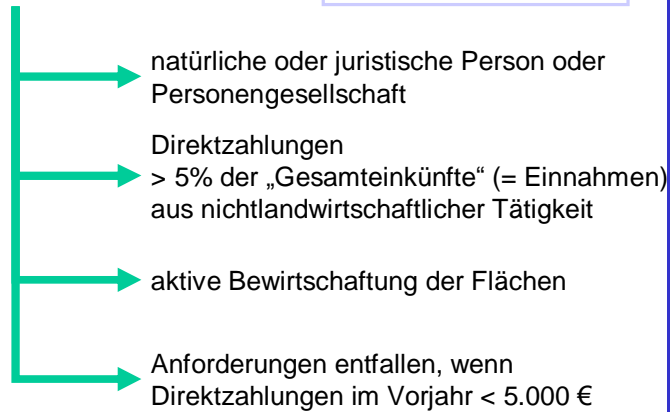 natürliche oder juristische Person oder
Personengesellschaft
Direktzahlungen
> 5% der „Gesamteinkünfte“ (= Einnahmen)
aus nichtlandwirtschaftlicher Tätigkeit
aktive Bewirtschaftung der Flächen
Anforderungen entfallen, wenn
Direktzahlungen im Vorjahr < 5.000 €